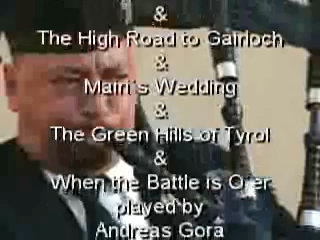 &
The High Road to Gairloch
&
Mairi's Wedding
&
The Green Hills of Tyrol
&
When the Battle is O'er
played by
Andreas Gora